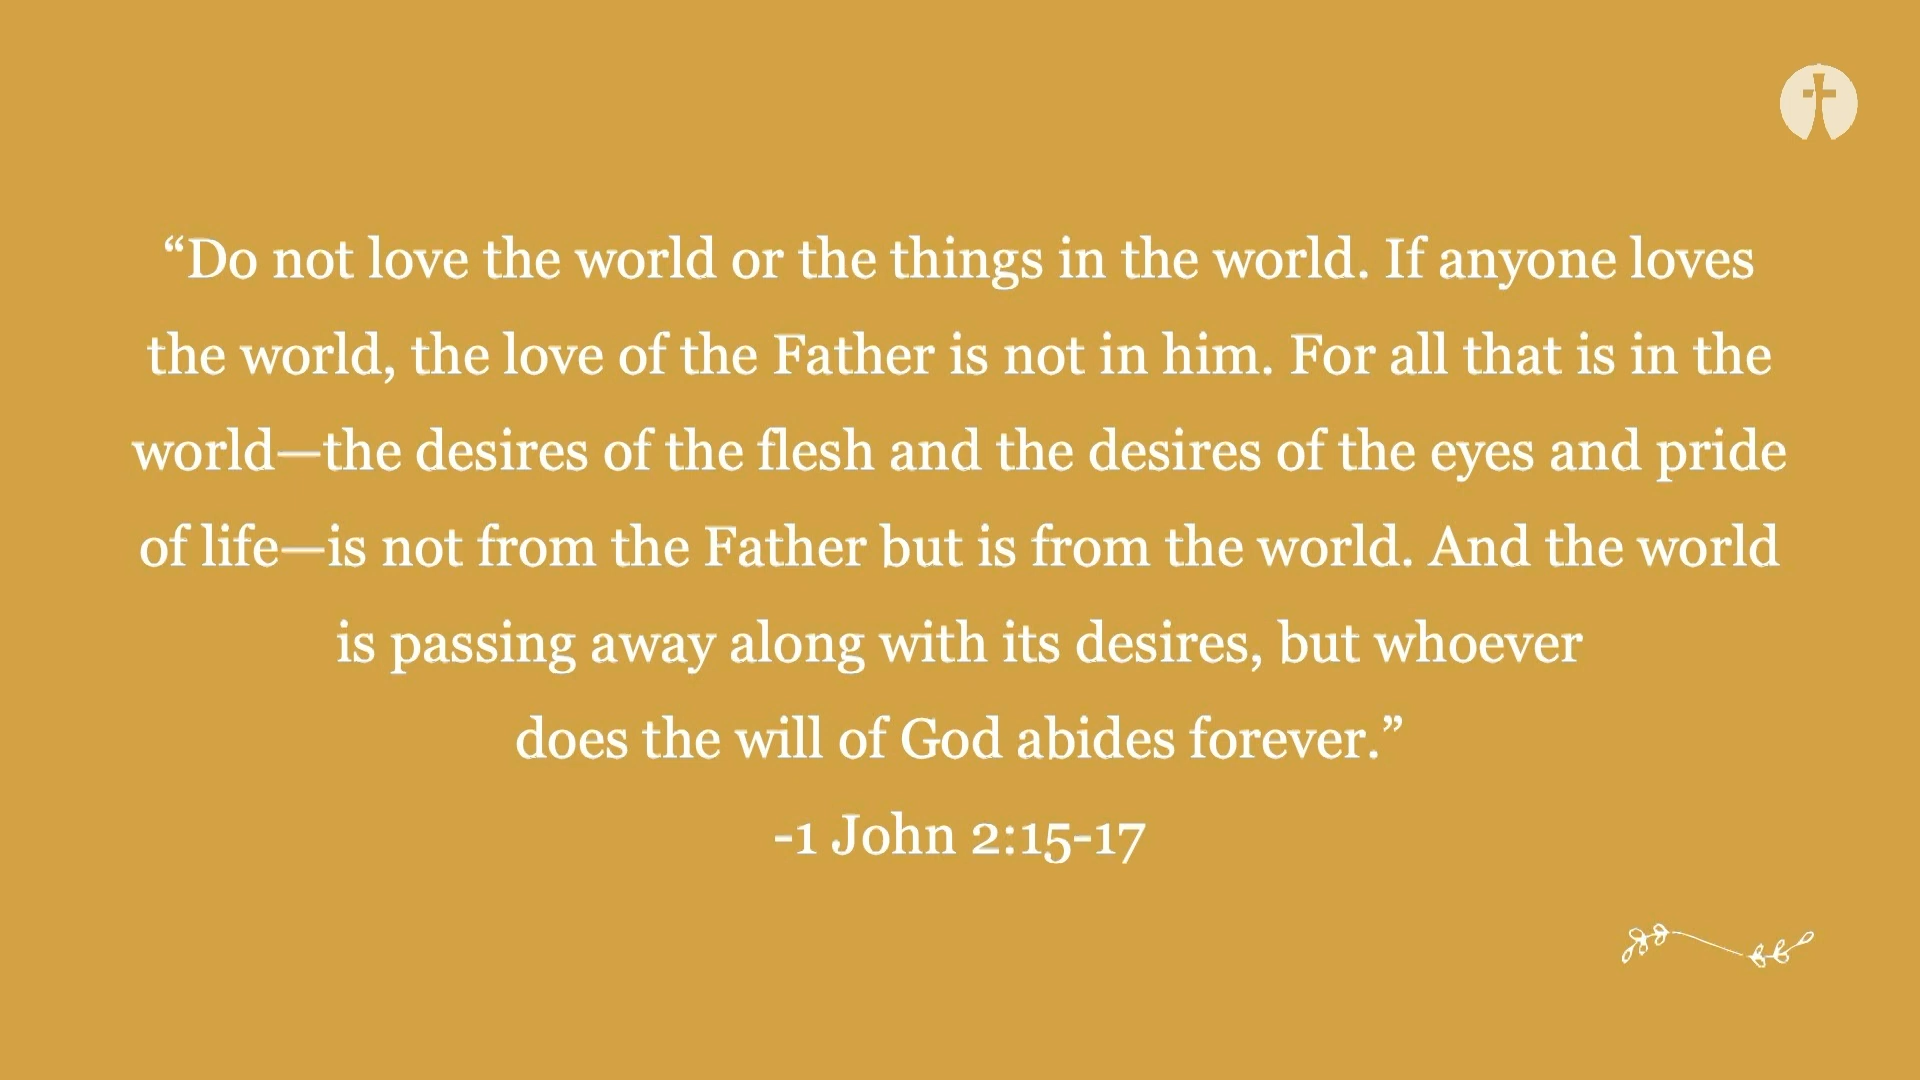 “Do not love the world or the things in the world. If anyone loves
the world, the love of the Father is not in him. For all that is in the
world—the desires of the flesh and the desires of the eyes and pride
of life—is not from the Father but is from the world. And the world
is passing away along with its desires, but whoever
does the will of God abides forever.”
-1 John 2:15-17